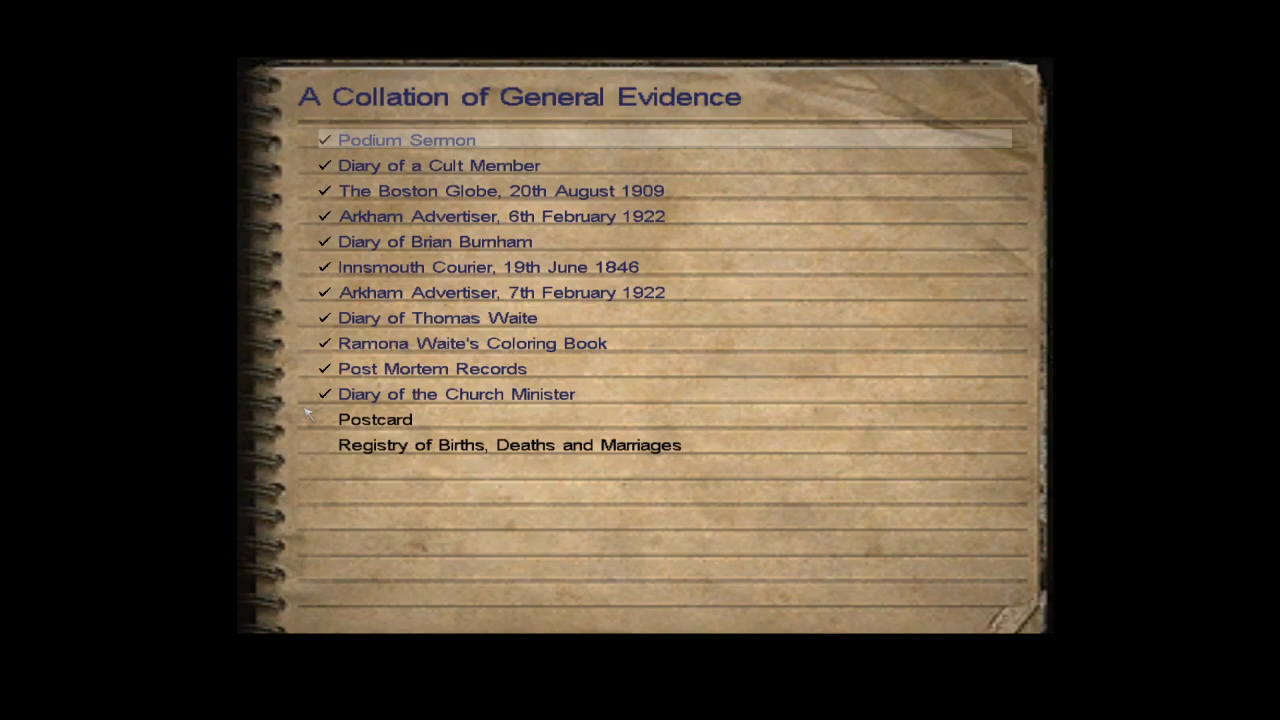 A Collation of General Evidence
✓ Podium Sermon
✓ Diary of a Cult Member
✓ The Boston Globe, 20th August 1909
✓ Arkham Advertiser, 6th February 1922
✓ Diary of Brian Burnham
✓ Innsmouth Courier, 19th June 1846
✓ Arkham Advertiser, 7th February 1922
✓ Diary of Thomas Waite
✓ Ramona Waite's Coloring Book
✓ Post Mortem Records
✓ Diary of the Church Minister
Postcard
Registry of Births, Deaths and Marriages